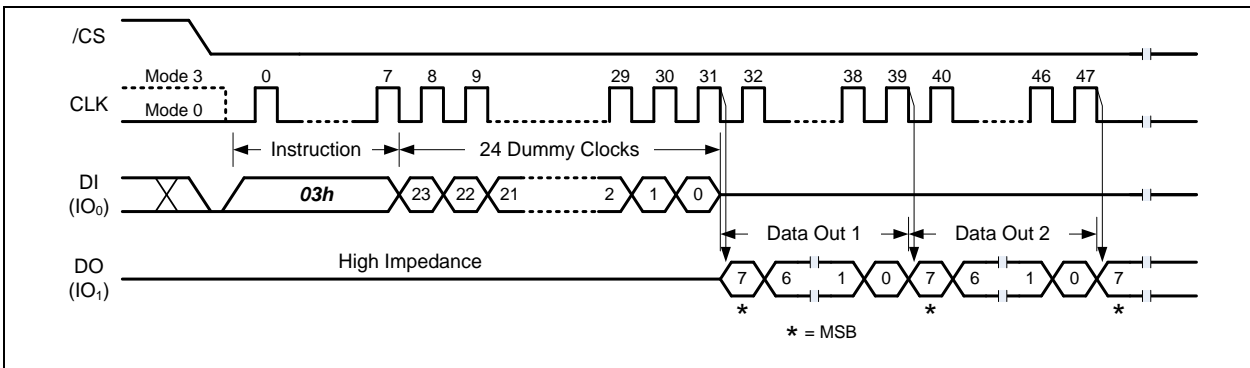 /CS
Mode 3 0 7 8 9 29 30 31 32 38 39 40 46 47
CLK
Mode 0
Instruction 24 Dummy Clocks
DI
(IO0)
03h 23 22 21 2 1 0
Data Out 1 Data Out 2
DO
(IO1)
High Impedance
7 6 1 0 7 6 1 0 7
* * *
* = MSB